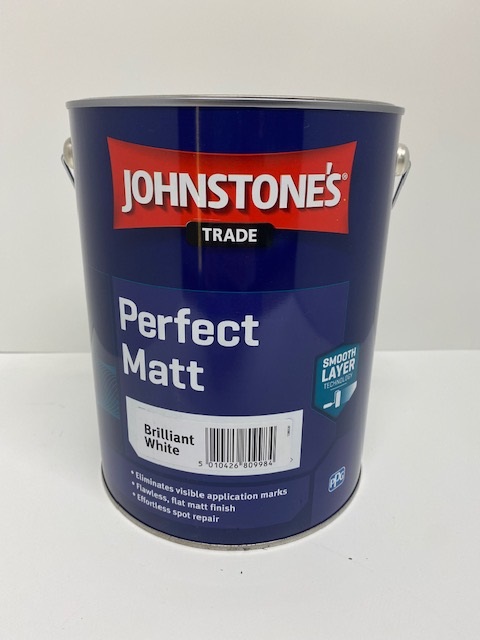 JOHNSTONE'S®
TRADE
Perfect
Matt
SMOOTH
LAYER
TECHNOLOGY
Brilliant
White
5 010426 809984
• Eliminates visible application marks
• Flawless, flat matt finish
• Effortless spot repair
PPG